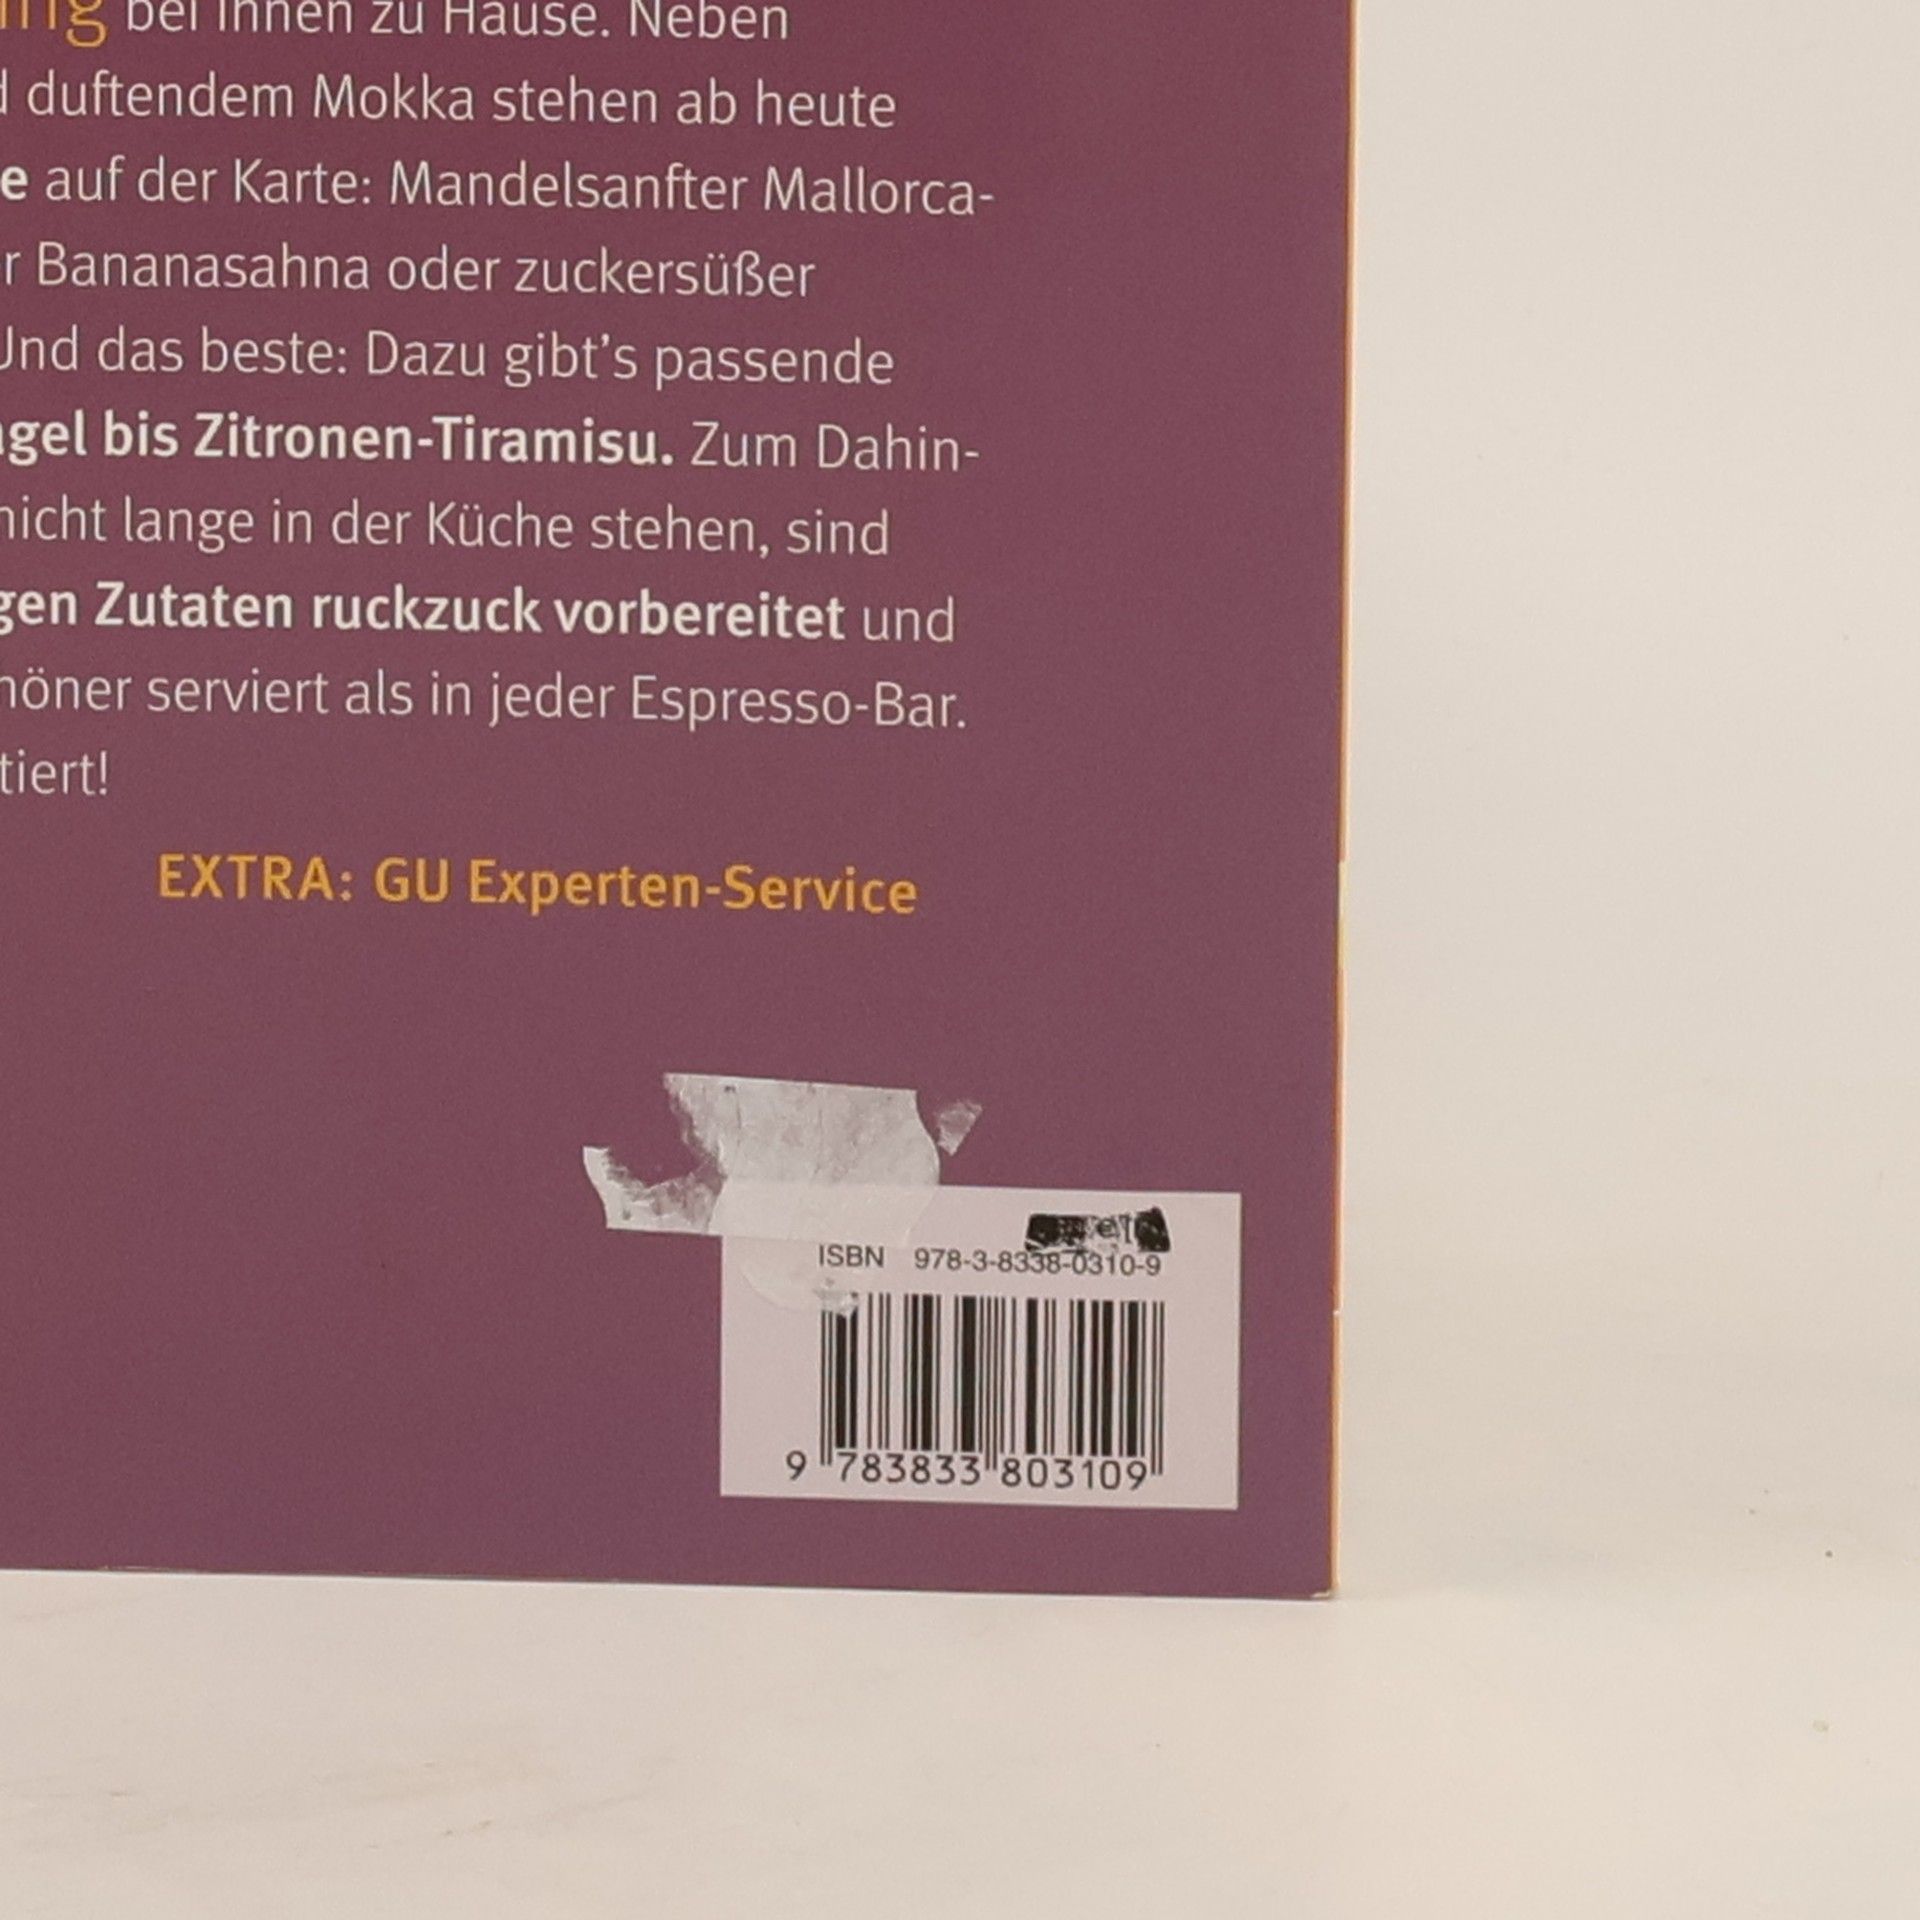 bei Ihnen zu Hause. Neben
duftendem Mokka stehen ab heute
auf der Karte: Mandelsanfter Mallorca-
Bananasahna oder zuckersüßer
Und das beste: Dazu gibt's passende
bis Zitronen-Tiramisu. Zum Dahin-
nicht lange in der Küche stehen, sind
gen Zutaten ruckzuck vorbereitet und
höner serviert als in jeder Espresso-Bar.
tiert!
EXTRA: GU Experten-Service
ISBN 978-3-8338-0310-9
9 783833 803109